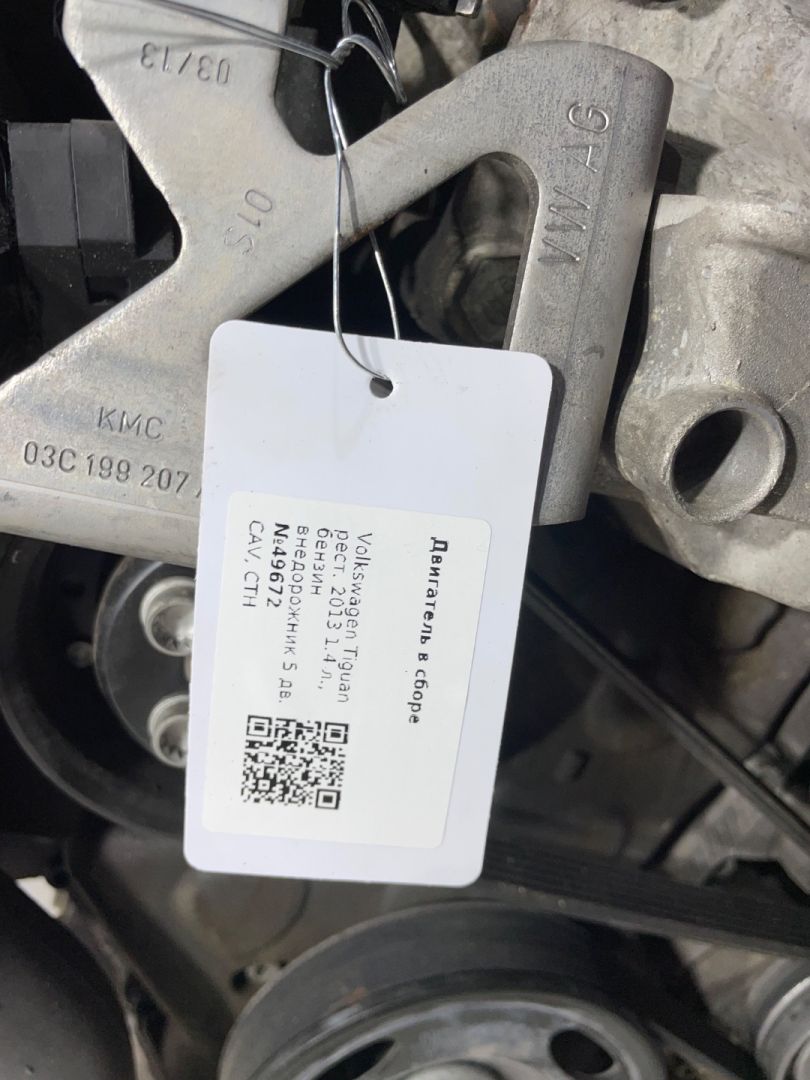 03/13
01S
VW AG
KMC
03C 199 207
Двигатель в сборе
Volkswagen Tiguan
рест. 2013 1.4 л.,
бензин
внедорожник 5 дв.
№49672
CAV, CTH